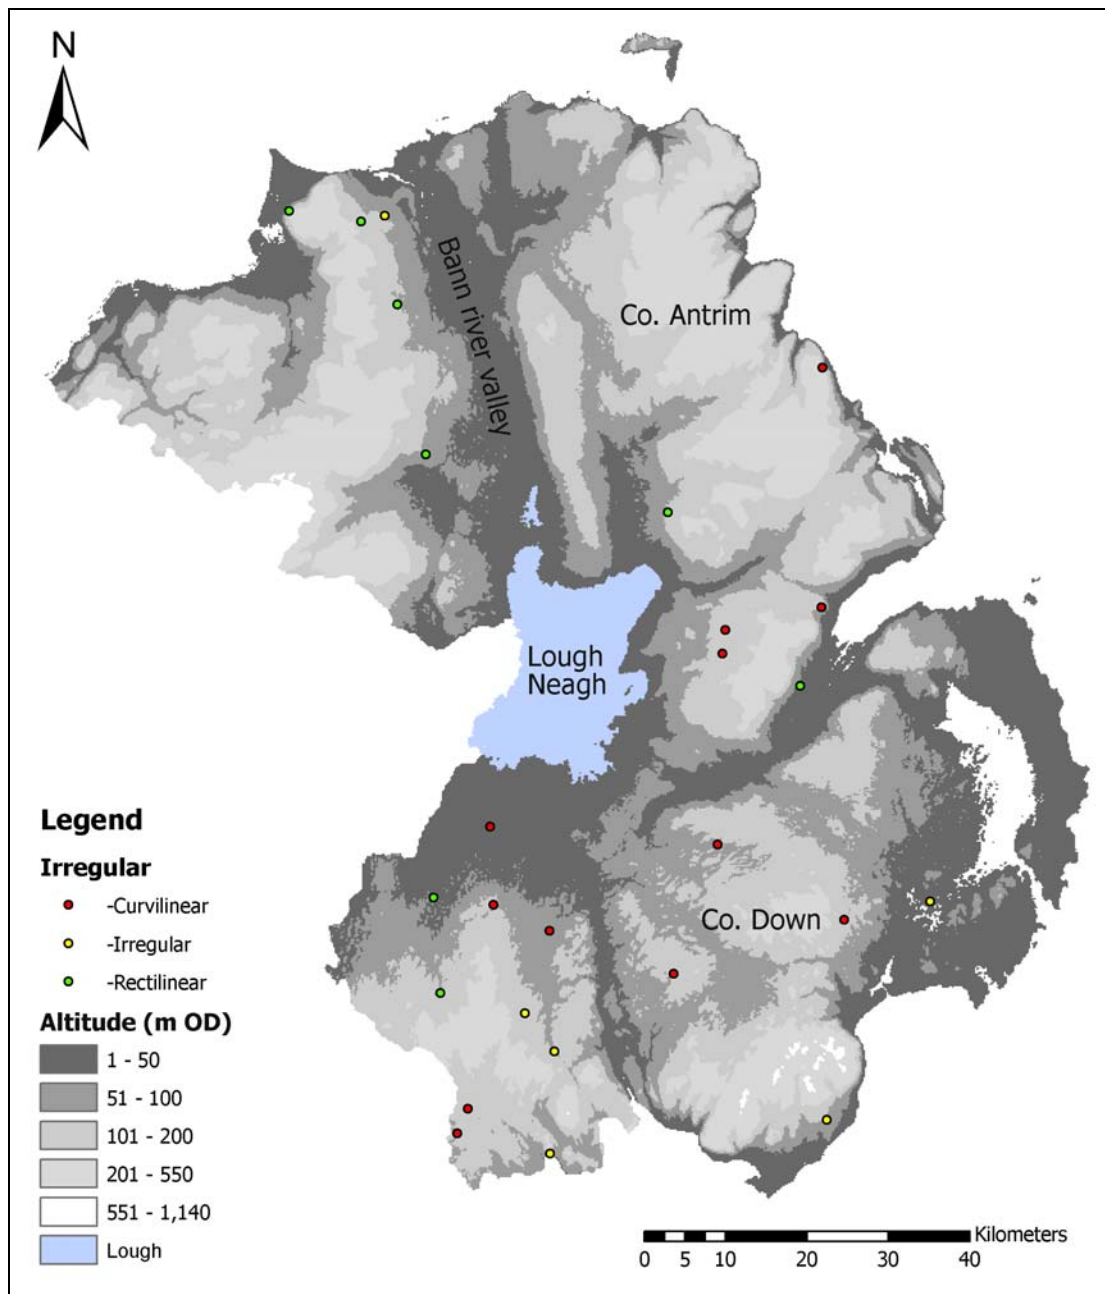 N
Bann river valley
Co. Antrim
Lough
Neagh
Co. Down
Legend
Irregular
-Curvilinear
-Irregular
-Rectilinear
Altitude (m OD)
1 - 50
51 - 100
101 - 200
201 - 550
551 - 1,140
Lough
Kilometers
0 5 10 20 30 40